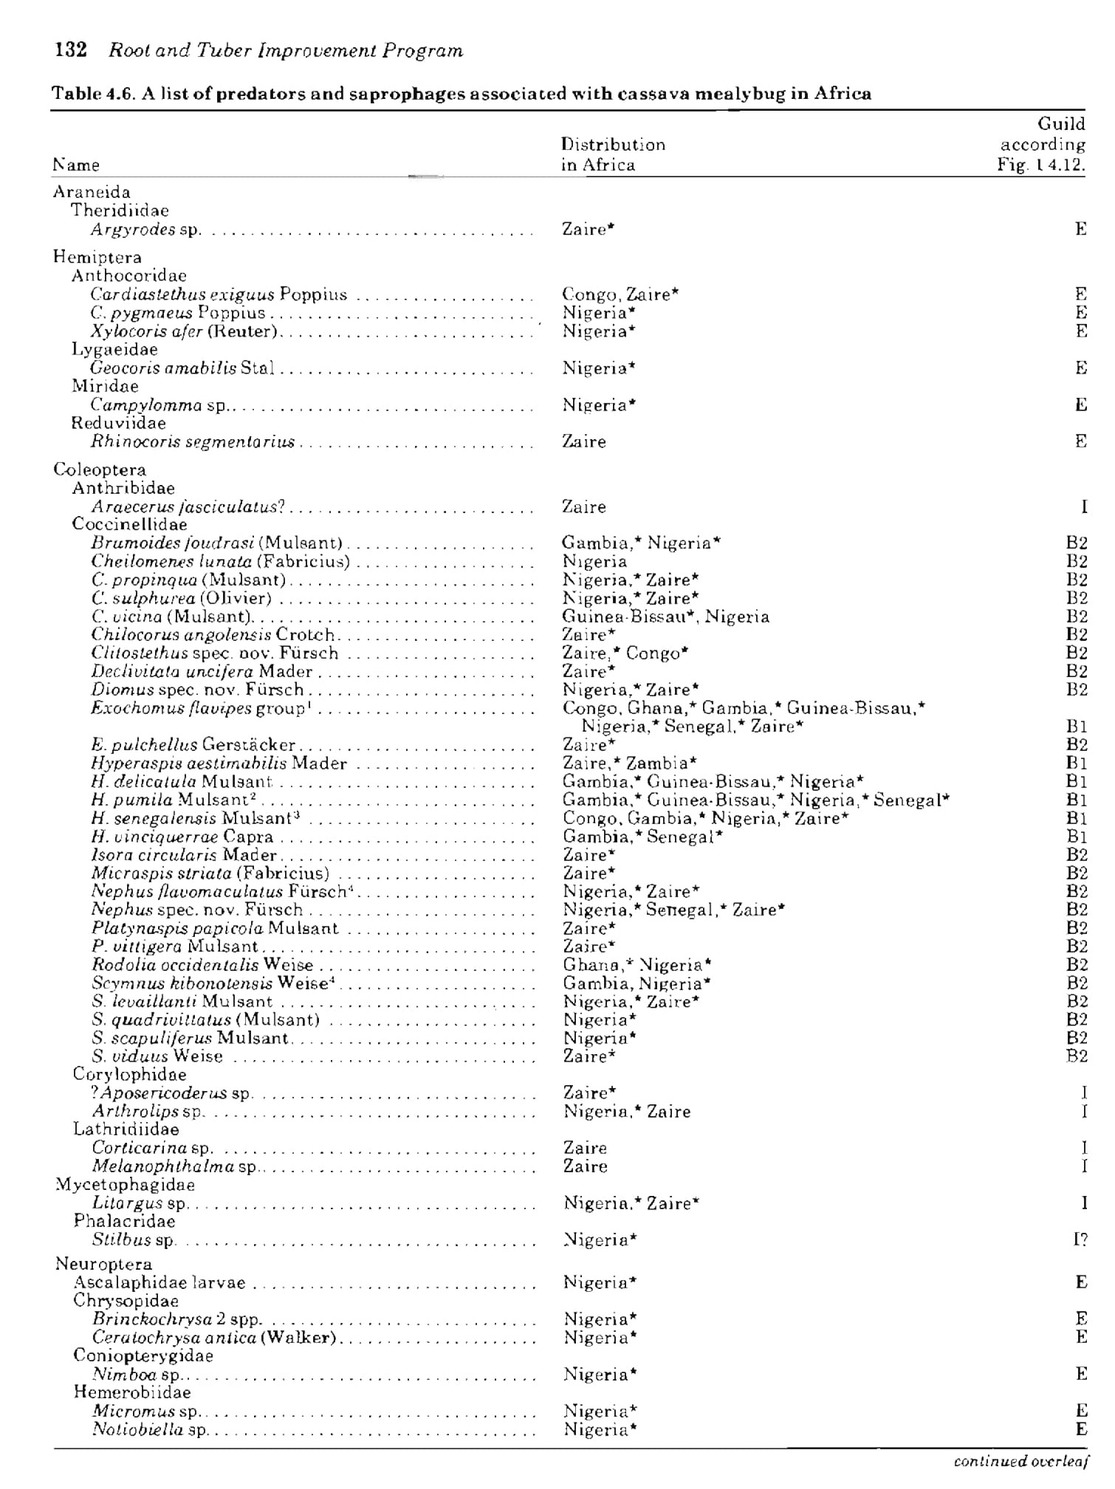 132 Root and Tuber Improvement Program
Table 4.6. A list of predators and saprophages associated with cassava mealybug in Africa
Name Distribution in Africa Guild according Fig. 1 4.12.
Araneida
Theridiidae
Argyrodes sp. Zaire* E
Hemiptera
Anthocoridae
Cardiastethus exiguus Poppius Congo, Zaire* E
C. pygmaeus Poppius Nigeria* E
Xylocoris afer (Reuter) Nigeria* E
Lygaeidae
Geocoris amabilis Stal Nigeria* E
Miridae
Campylomma sp. Nigeria* E
Reduviidae
Rhinocoris segmentarius Zaire E
Coleoptera
Anthribidae
Araecerus fasciculatus? Zaire I
Coccinellidae
Brumoides foudrasi (Mulsant) Gambia,* Nigeria* B2
Cheilomenes lunata (Fabricius) Nigeria B2
C. propinqua (Mulsant) Nigeria,* Zaire* B2
C. sulphurea (Olivier) Nigeria,* Zaire* B2
C. vicina (Mulsant) Guinea-Bissau*, Nigeria B2
Chilocorus angolensis Crotch Zaire* B2
Clitostethus spec. nov. Fürsch Zaire,* Congo* B2
Declivitata uncifera Mader Zaire* B2
Diomus spec. nov. Fürsch Nigeria,* Zaire* B2
Exochomus flavipes group¹ Congo, Ghana,* Gambia,* Guinea-Bissau,*
Nigeria,* Senegal,* Zaire* B1
E. pulchellus Gerstäcker Zaire* B2
Hyperaspis aestimabilis Mader Zaire,* Zambia* B1
H. delicatula Mulsant Gambia,* Guinea-Bissau,* Nigeria* B1
H. pumila Mulsant² Gambia,* Guinea-Bissau,* Nigeria,* Senegal* B1
H. senegalensis Mulsant³ Congo, Gambia,* Nigeria,* Zaire* B1
H. vinciquerrae Capra Gambia,* Senegal* B1
Isora circularis Mader Zaire* B2
Micraspis striata (Fabricius) Zaire* B2
Nephus flavomaculatus Fürsch⁴ Nigeria,* Zaire* B2
Nephus spec. nov. Fürsch Nigeria,* Senegal,* Zaire* B2
Platynaspis papicola Mulsant Zaire* B2
P. vittigera Mulsant Zaire* B2
Rodolia occidentalis Weise Ghana,* Nigeria* B2
Scymnus kibonotensis Weise⁴ Gambia, Nigeria* B2
S. levaillanti Mulsant Nigeria,* Zaire* B2
S. quadrivittatus (Mulsant) Nigeria* B2
S. scapuliferus Mulsant Nigeria* B2
S. viduus Weise Zaire* B2
Corylophidae
?Aposericoderus sp. Zaire* I
Arthrolips sp. Nigeria,* Zaire I
Lathridiidae
Corticarina sp. Zaire I
Melanophthalma sp. Zaire I
Mycetophagidae
Litargus sp. Nigeria,* Zaire* I
Phalacridae
Stilbus sp. Nigeria* I?
Neuroptera
Ascalaphidae larvae Nigeria* E
Chrysopidae
Brinckochrysa 2 spp. Nigeria* E
Ceratochrysa antica (Walker) Nigeria* E
Coniopterygidae
Nimboa sp. Nigeria* E
Hemerobiidae
Micromus sp. Nigeria* E
Notiobiella sp. Nigeria* E
continued overleaf